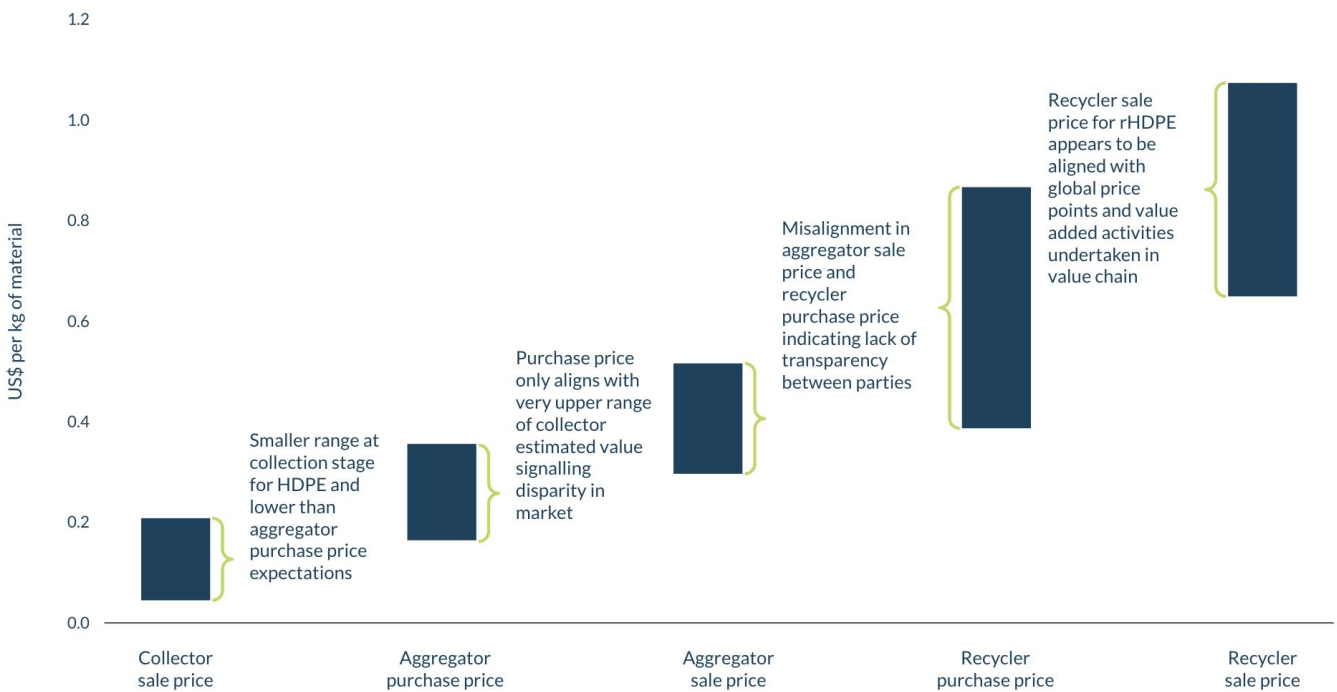 1.2
1.0
0.8
0.6
0.4
0.2
0.0
US$ per kg of material
Smaller range at
collection stage
for HDPE and
lower than
aggregator
purchase price
expectations
Purchase price
only aligns with
very upper range
of collector
estimated value
signalling
disparity in
market
Misalignment in
aggregator sale
price and
recycler
purchase price
indicating lack of
transparency
between parties
Recycler sale
price for rHDPE
appears to be
aligned with
global price
points and value
added activities
undertaken in
value chain
Collector
sale price
Aggregator
purchase price
Aggregator
sale price
Recycler
purchase price
Recycler
sale price